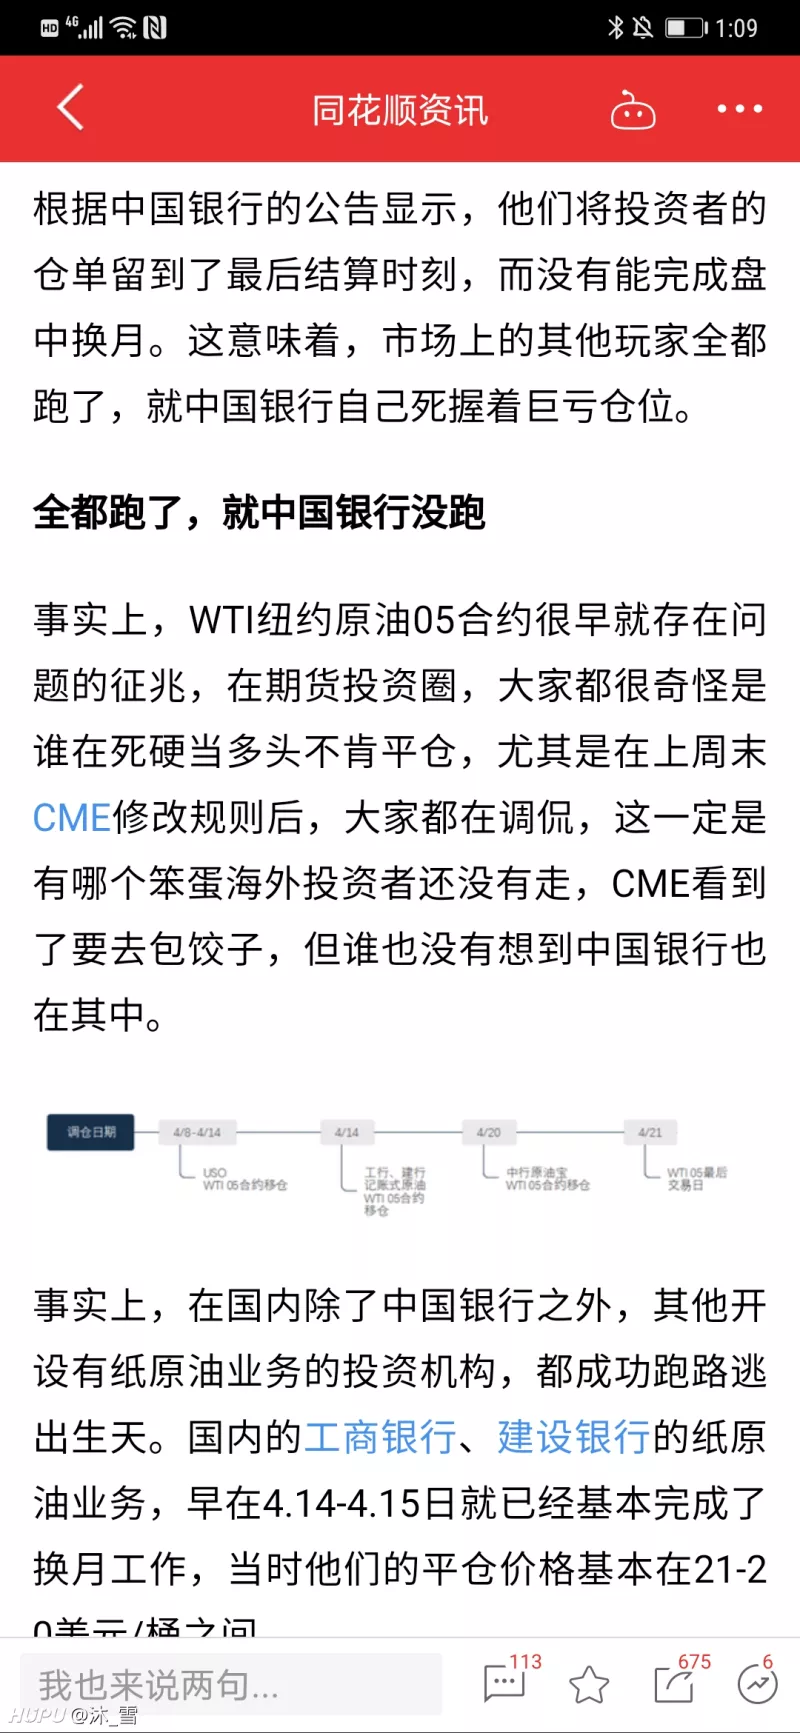 HD 4G 1:09
同花顺资讯
根据中国银行的公告显示，他们将投资者的
仓单留到了最后结算时刻，而没有能完成盘
中换月。这意味着，市场上的其他玩家全都
跑了，就中国银行自己死握着巨亏仓位。
全都跑了，就中国银行没跑
事实上，WTI纽约原油05合约很早就存在问
题的征兆，在期货投资圈，大家都很奇怪是
谁在死硬当多头不肯平仓，尤其是在上周末
CME修改规则后，大家都在调侃，这一定是
有哪个笨蛋海外投资者还没有走，CME看到
了要去包饺子，但谁也没有想到中国银行也
在其中。
调仓日期 4/8-4/14 4/14 4/20 4/21
USO
WTI 05合约移仓
工行、建行
记账式原油
WTI 05合约
移仓
中行原油宝
WTI 05合约移仓
WTI 05最后
交易日
事实上，在国内除了中国银行之外，其他开
设有纸原油业务的投资机构，都成功跑路逃
出生天。国内的工商银行、建设银行的纸原
油业务，早在4.14-4.15日就已经基本完成了
换月工作，当时他们的平仓价格基本在21-2
0美元/桶之间
我也来说两句... 113 675 6
HUPU @沐_雪